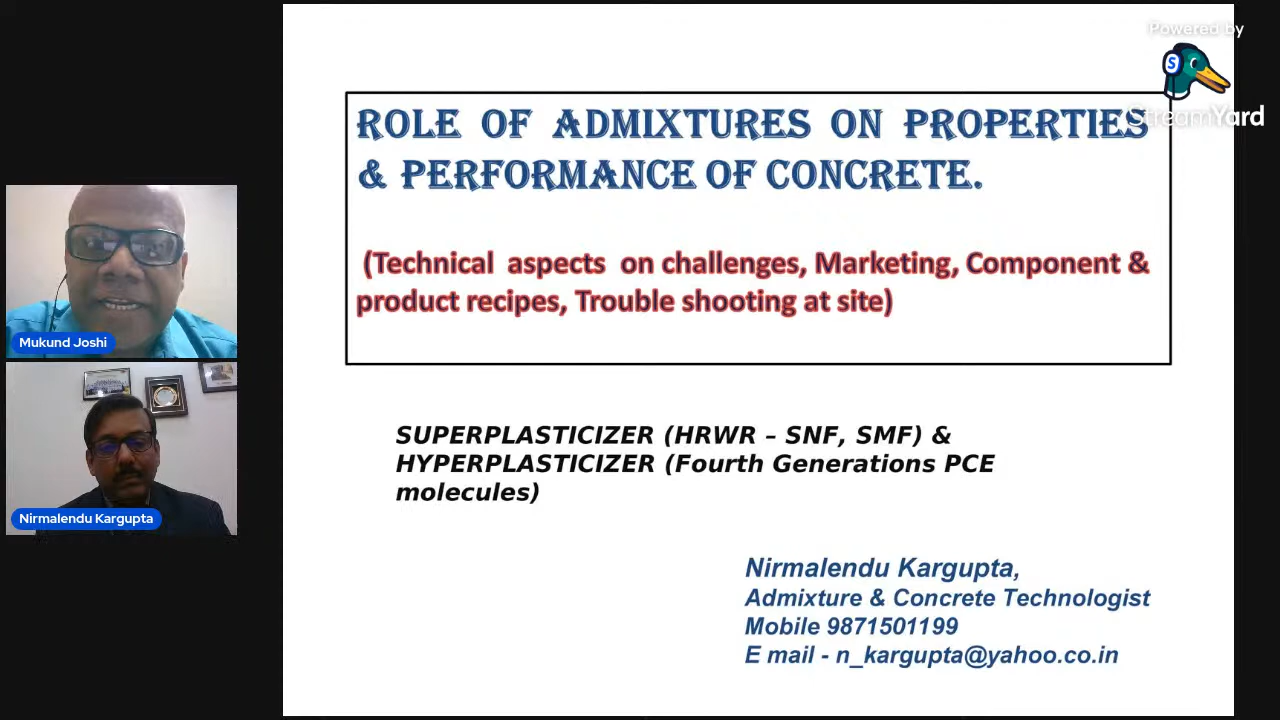 Powered by
S
StreamYard
ROLE OF ADMIXTURES ON PROPERTIES
& PERFORMANCE OF CONCRETE.
(Technical aspects on challenges, Marketing, Component &
product recipes, Trouble shooting at site)
Mukund Joshi
SUPERPLASTICIZER (HRWR – SNF, SMF) &
HYPERPLASTICIZER (Fourth Generations PCE
molecules)
Nirmalendu Kargupta
Nirmalendu Kargupta,
Admixture & Concrete Technologist
Mobile 9871501199
E mail - n_kargupta@yahoo.co.in